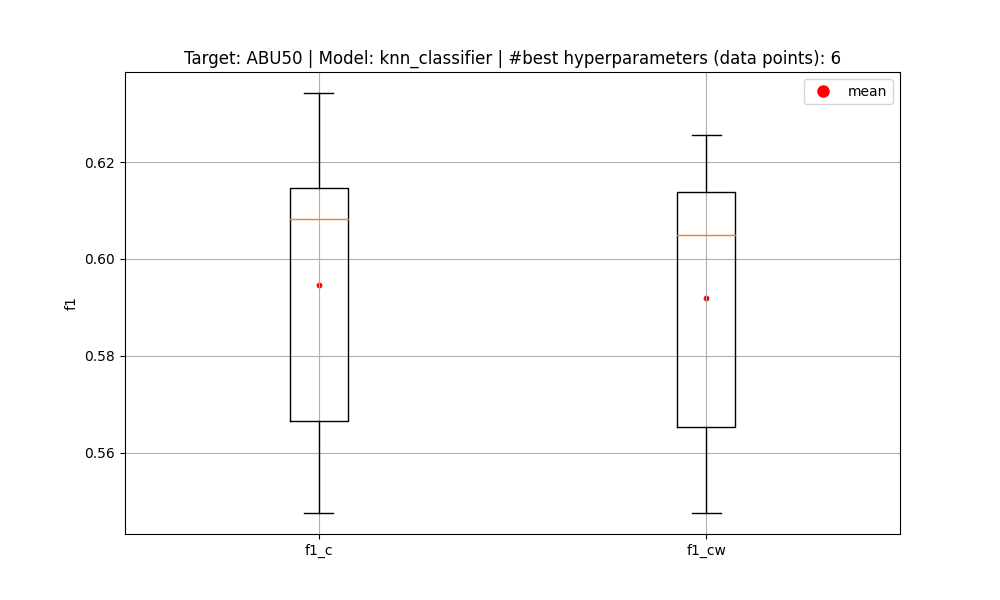 Target: ABU50 | Model: knn_classifier | #best hyperparameters (data points): 6
mean
0.62
0.60
0.58
0.56
f1
f1_c
f1_cw